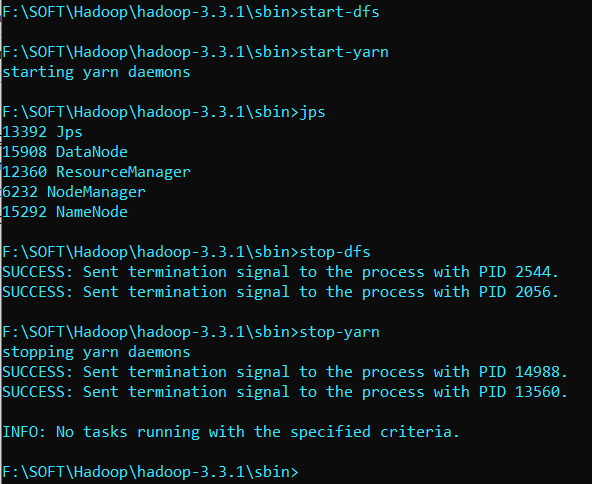 F:\SOFT\Hadoop\hadoop-3.3.1\sbin>start-dfs
F:\SOFT\Hadoop\hadoop-3.3.1\sbin>start-yarn
starting yarn daemons
F:\SOFT\Hadoop\hadoop-3.3.1\sbin>jps
13392 Jps
15908 DataNode
12360 ResourceManager
6232 NodeManager
15292 NameNode
F:\SOFT\Hadoop\hadoop-3.3.1\sbin>stop-dfs
SUCCESS: Sent termination signal to the process with PID 2544.
SUCCESS: Sent termination signal to the process with PID 2056.
F:\SOFT\Hadoop\hadoop-3.3.1\sbin>stop-yarn
stopping yarn daemons
SUCCESS: Sent termination signal to the process with PID 14988.
SUCCESS: Sent termination signal to the process with PID 13560.
INFO: No tasks running with the specified criteria.
F:\SOFT\Hadoop\hadoop-3.3.1\sbin>